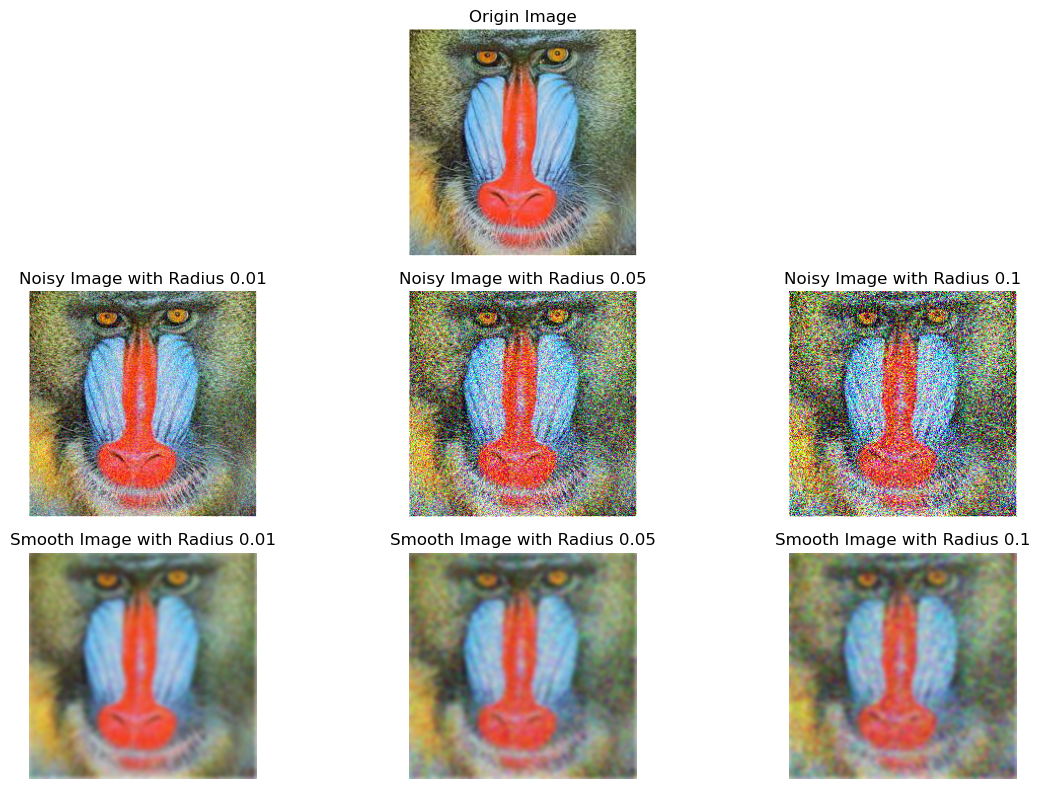 Origin Image
Noisy Image with Radius 0.01
Noisy Image with Radius 0.05
Noisy Image with Radius 0.1
Smooth Image with Radius 0.01
Smooth Image with Radius 0.05
Smooth Image with Radius 0.1